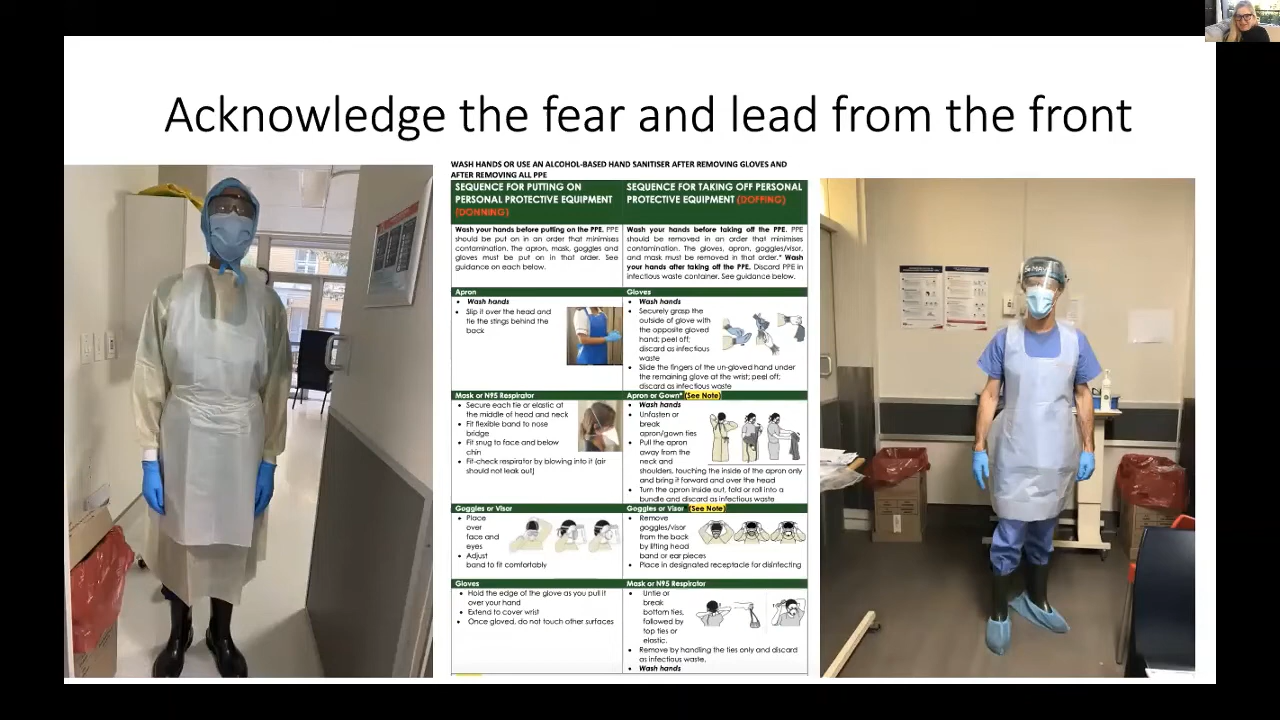 Acknowledge the fear and lead from the front
WASH HANDS OR USE AN ALCOHOL-BASED HAND SANITISER AFTER REMOVING GLOVES AND
AFTER REMOVING ALL PPE
SEQUENCE FOR PUTTING ON
PERSONAL PROTECTIVE EQUIPMENT
(DONNING)
Wash your hands before putting on the PPE. PPE
should be put on in an order that minimises
contamination. The apron, mask, goggles and
gloves must be put on in that order. See
guidance on each below.
Apron
• Wash hands
• Slip it over the head and
tie the stings behind the
back
Mask or N95 Respirator
• Secure each tie or elastic at
the middle of head and neck
• Fit flexible band to nose
bridge
• Fit snug to face and below
chin
• Fit-check respirator by blowing into it (air
should not leak out)
Goggles or Visor
• Place
over
face and
eyes
• Adjust
band to fit comfortably
Gloves
• Hold the edge of the glove as you pull it
over your hand
• Extend to cover wrist
• Once gloved, do not touch other surfaces
SEQUENCE FOR TAKING OFF PERSONAL
PROTECTIVE EQUIPMENT (DOFFING)
Wash your hands before taking off the PPE. PPE
should be removed in an order that minimises
contamination. The gloves, apron, goggles/visor,
and mask must be removed in that order.* Wash
your hands after taking off the PPE. Discard PPE in
infectious waste container. See guidance below.
Gloves
• Wash hands
• Securely grasp the
outside of glove with
the opposite gloved
hand; peel off;
discard as infectious
waste
• Slide the fingers of the un-gloved hand under
the remaining glove at the wrist; peel off;
discard as infectious waste
Apron or Gown* (See Note)
• Wash hands
• Unfasten or
break
apron/gown ties
• Pull the apron
away from the
neck and
shoulders, touching the inside of the apron only
and bring it forward and over the head
• Turn the apron inside out, fold or roll into a
bundle and discard as infectious waste
Goggles or Visor (See Note)
• Remove
goggles/visor
from the back
by lifting head
band or ear pieces
• Place in designated receptacle for disinfecting
Mask or N95 Respirator
• Untie or
break
bottom ties,
followed by
top ties or
elastic.
• Remove by handling the ties only and discard
as infectious waste.
• Wash hands